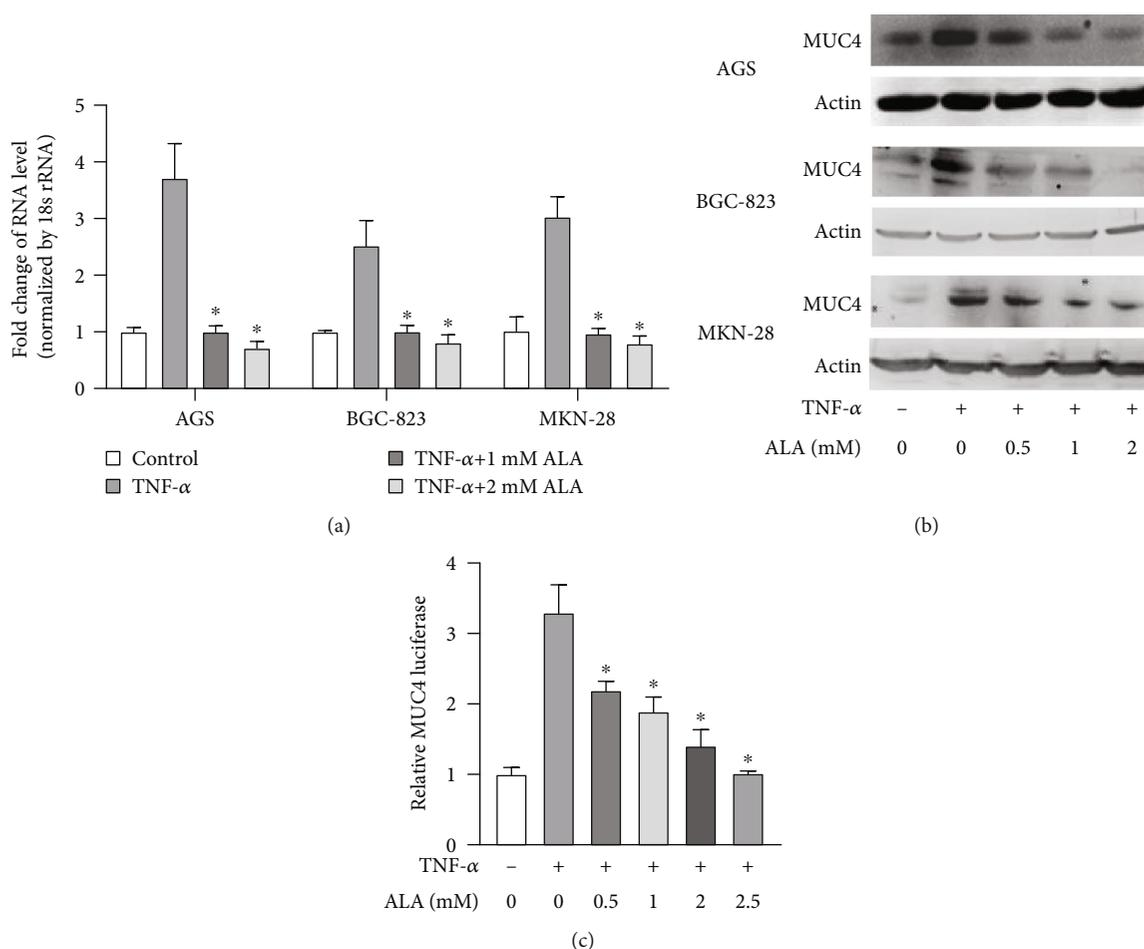 Fold change of RNA level
(normalized by 18s rRNA)
5
4
3
2
1
0
* * * * * *
AGS BGC-823 MKN-28
Control TNF-α+1 mM ALA
TNF-α TNF-α+2 mM ALA
(a)
AGS
MUC4
Actin
BGC-823
MUC4
Actin
MKN-28
MUC4
Actin
TNF-α – + + + +
ALA (mM) 0 0 0.5 1 2
(b)
Relative MUC4 luciferase
4
3
2
1
0
* * * *
TNF-α – + + + + +
ALA (mM) 0 0 0.5 1 2 2.5
(c)